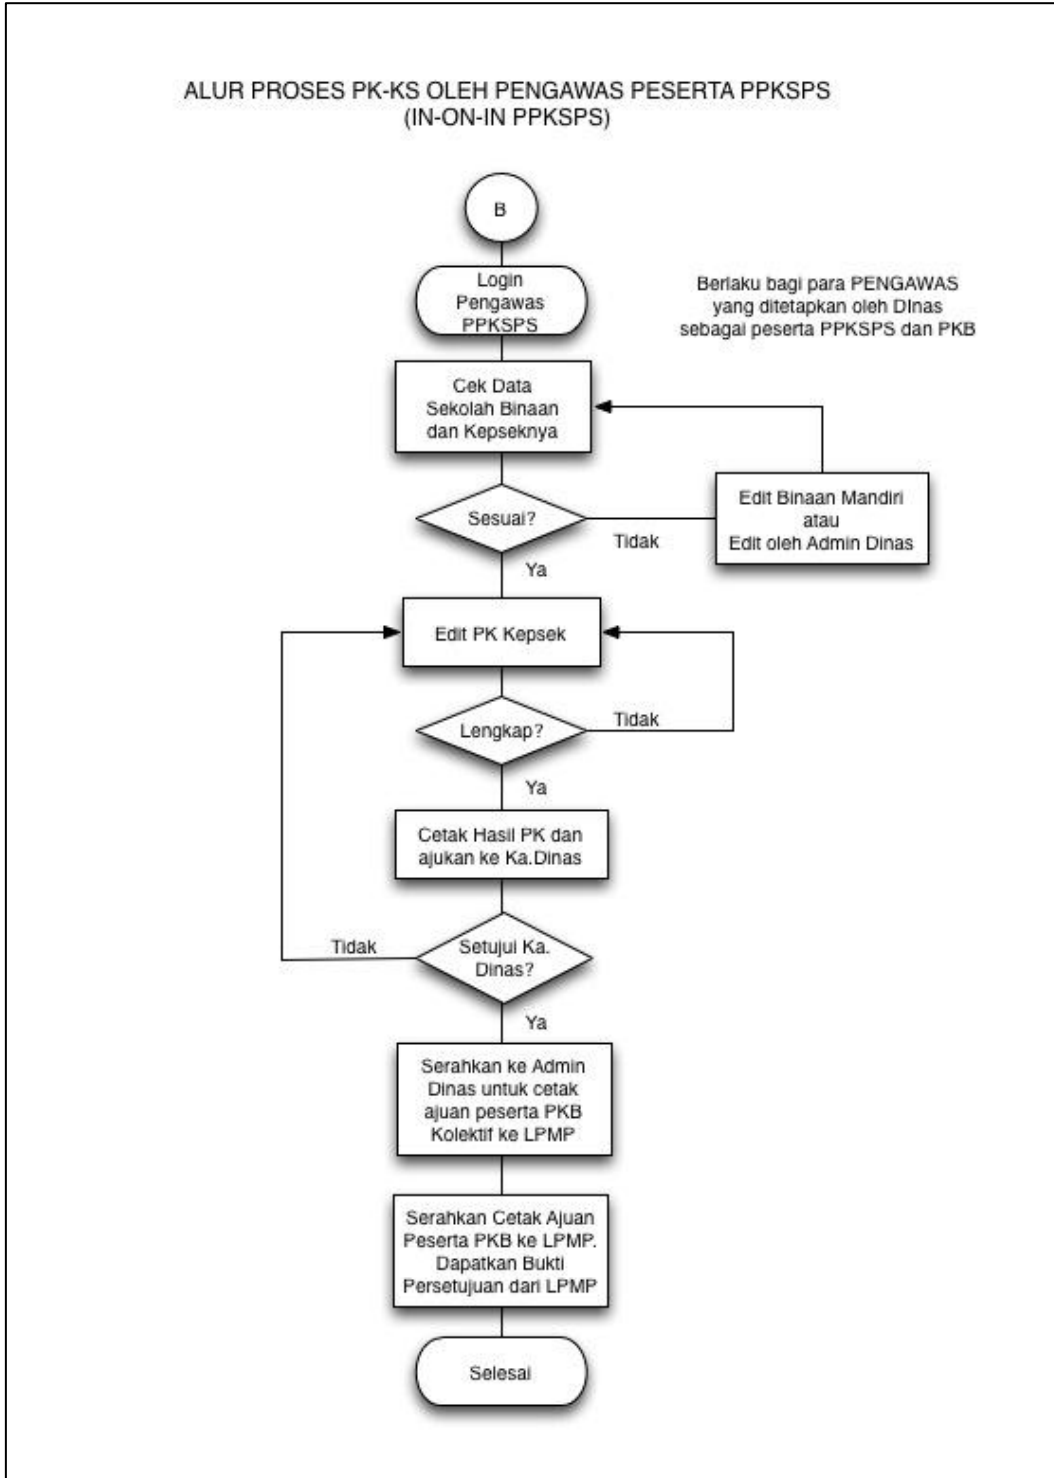 ALUR PROSES PK-KS OLEH PENGAWAS PESERTA PPKSPS
(IN-ON-IN PPKSPS)
B
Login
Pengawas
PPKSPS
Berlaku bagi para PENGAWAS
yang ditetapkan oleh DInas
sebagai peserta PPKSPS dan PKB
Cek Data
Sekolah Binaan
dan Kepseknya
Edit Binaan Mandiri
atau
Edit oleh Admin Dinas
Sesuai?
Tidak
Ya
Edit PK Kepsek
Lengkap?
Tidak
Ya
Cetak Hasil PK dan
ajukan ke Ka.Dinas
Tidak
Setujui Ka.
Dinas?
Ya
Serahkan ke Admin
Dinas untuk cetak
ajuan peserta PKB
Kolektif ke LPMP
Serahkan Cetak Ajuan
Peserta PKB ke LPMP.
Dapatkan Bukti
Persetujuan dari LPMP
Selesai